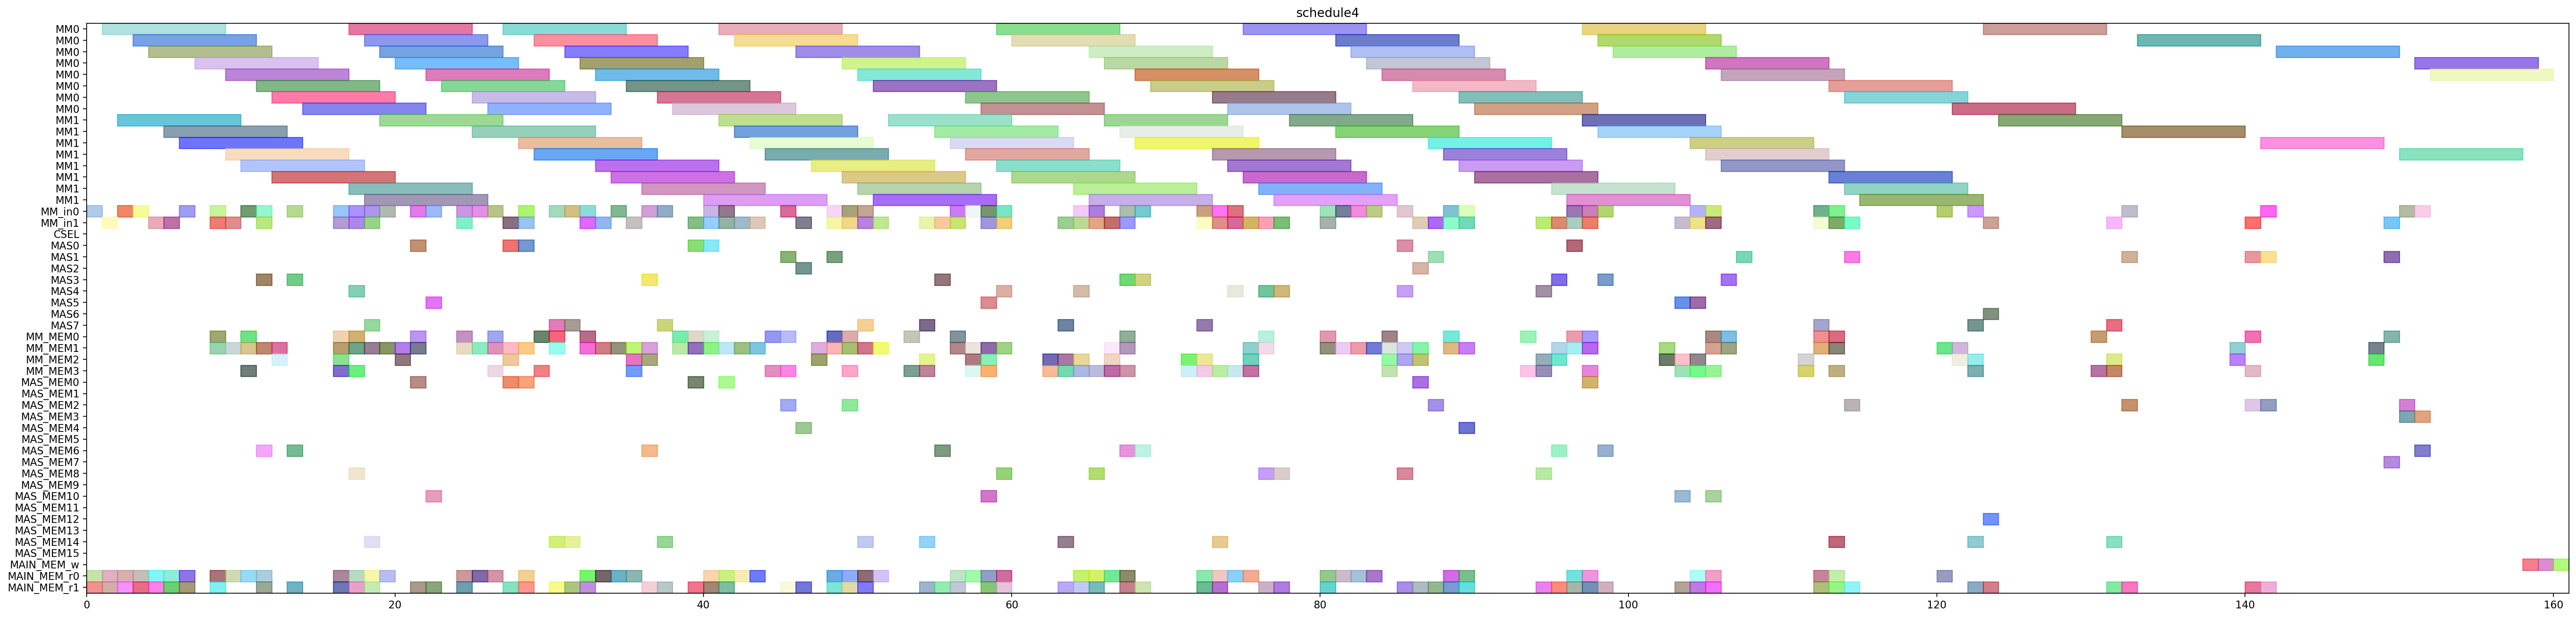 schedule4
MM0
MM0
MM0
MM0
MM0
MM0
MM0
MM0
MM1
MM1
MM1
MM1
MM1
MM1
MM1
MM1
MM_in0
MM_in1
CSEL
MAS0
MAS1
MAS2
MAS3
MAS4
MAS5
MAS6
MAS7
MM_MEM0
MM_MEM1
MM_MEM2
MM_MEM3
MAS_MEM0
MAS_MEM1
MAS_MEM2
MAS_MEM3
MAS_MEM4
MAS_MEM5
MAS_MEM6
MAS_MEM7
MAS_MEM8
MAS_MEM9
MAS_MEM10
MAS_MEM11
MAS_MEM12
MAS_MEM13
MAS_MEM14
MAS_MEM15
MAIN_MEM_w
MAIN_MEM_r0
MAIN_MEM_r1
0 20 40 60 80 100 120 140 160